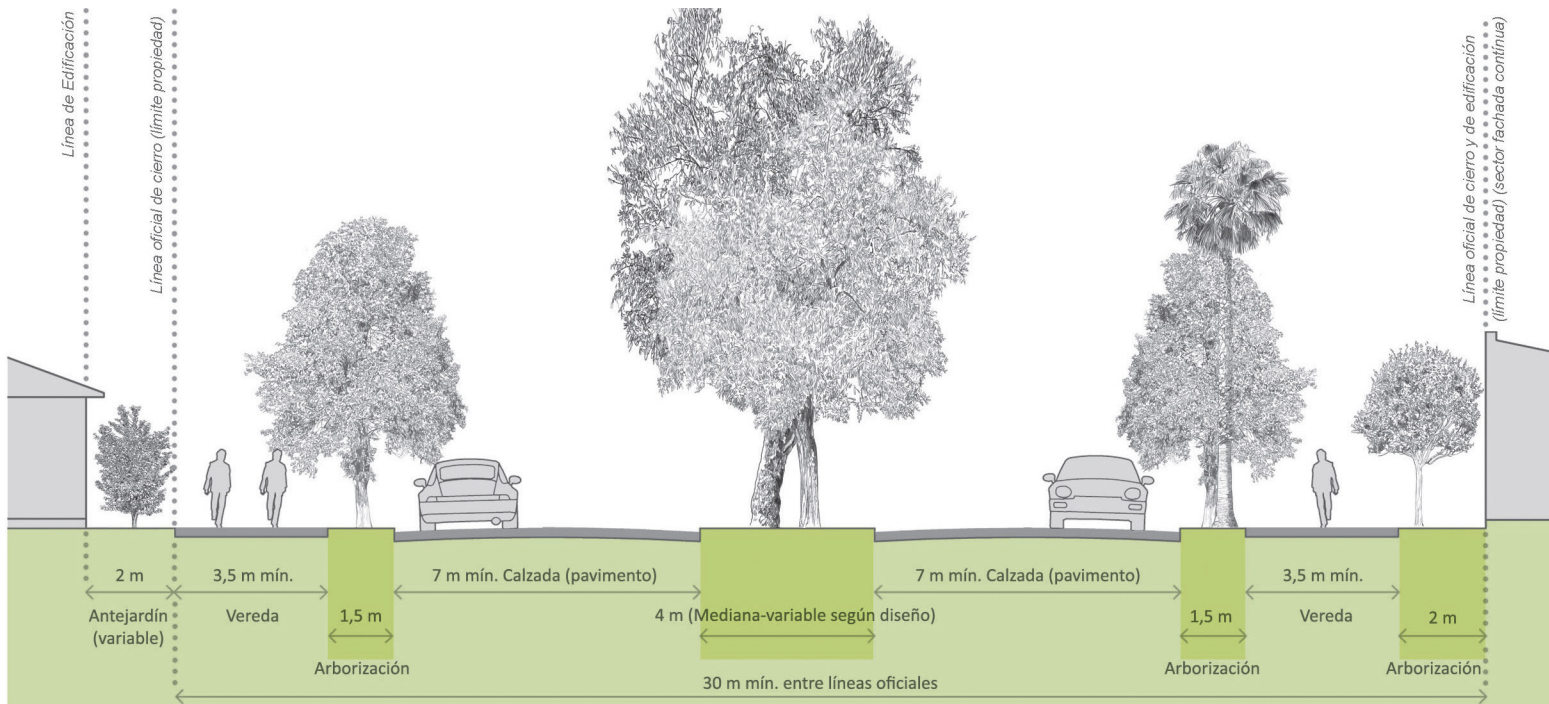 Línea de Edificación
Línea oficial de cierro (límite propiedad)
Línea oficial de cierro y de edificación
(límite propiedad) (sector fachada contínua)
2 m
3,5 m mín.
7 m mín. Calzada (pavimento)
7 m mín. Calzada (pavimento)
3,5 m mín.
Antejardín
(variable)
Vereda
1,5 m
4 m (Mediana-variable según diseño)
1,5 m
Vereda
2 m
Arborización
Arborización
Arborización
30 m mín. entre líneas oficiales